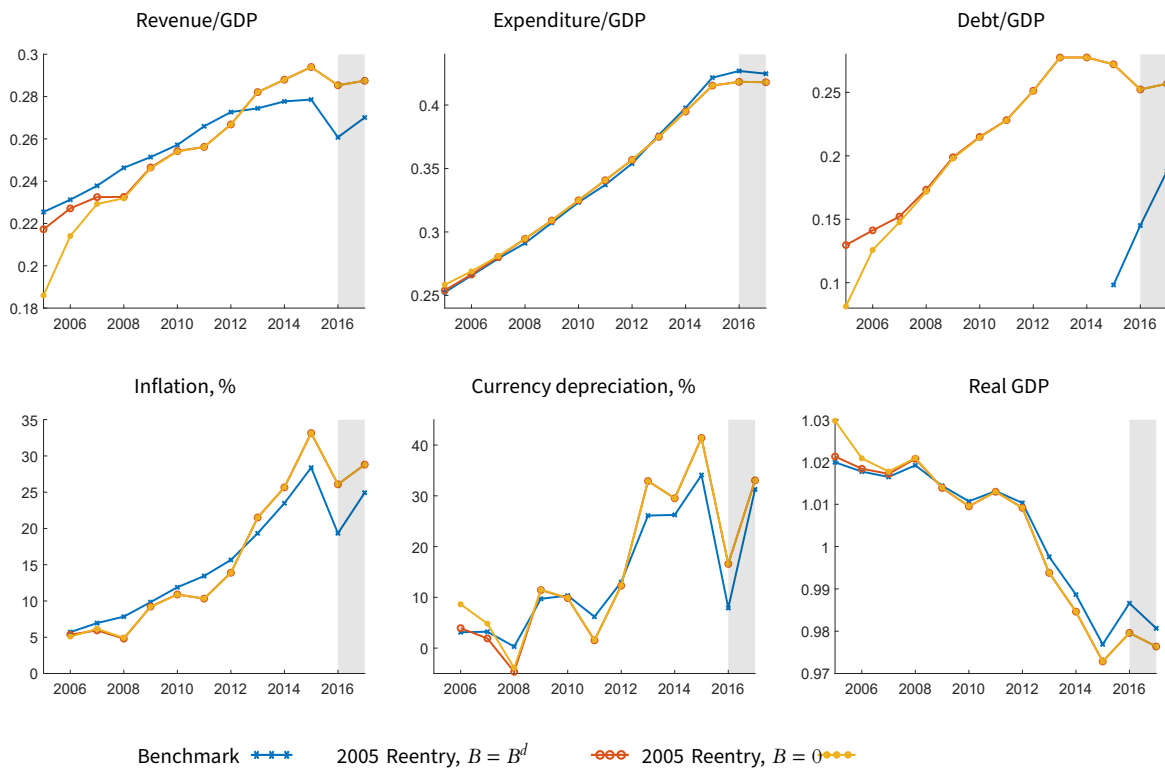 Revenue/GDP
0.3
0.28
0.26
0.24
0.22
0.2
0.18
2006 2008 2010 2012 2014 2016
Expenditure/GDP
0.4
0.35
0.3
0.25
2006 2008 2010 2012 2014 2016
Debt/GDP
0.25
0.2
0.15
0.1
2006 2008 2010 2012 2014 2016
Inflation, %
35
30
25
20
15
10
5
0
2006 2008 2010 2012 2014 2016
Currency depreciation, %
40
30
20
10
0
2006 2008 2010 2012 2014 2016
Real GDP
1.03
1.02
1.01
1
0.99
0.98
0.97
2006 2008 2010 2012 2014 2016
Benchmark 2005 Reentry, B = Bᵈ 2005 Reentry, B = 0